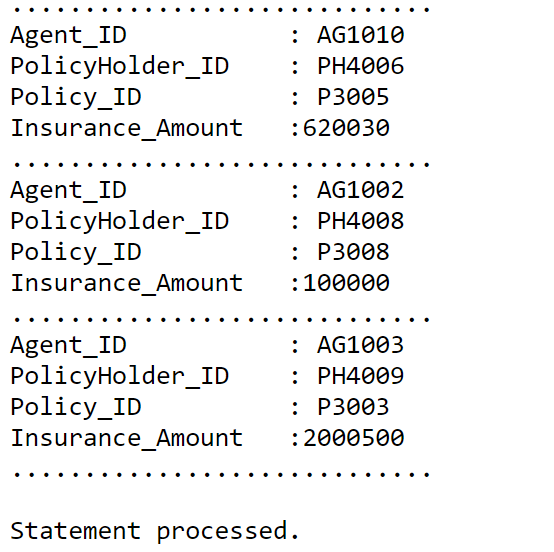 .............................
Agent_ID           : AG1010
PolicyHolder_ID    : PH4006
Policy_ID          : P3005
Insurance_Amount   :620030
.............................
Agent_ID           : AG1002
PolicyHolder_ID    : PH4008
Policy_ID          : P3008
Insurance_Amount   :100000
.............................
Agent_ID           : AG1003
PolicyHolder_ID    : PH4009
Policy_ID          : P3003
Insurance_Amount   :2000500
.............................
Statement processed.